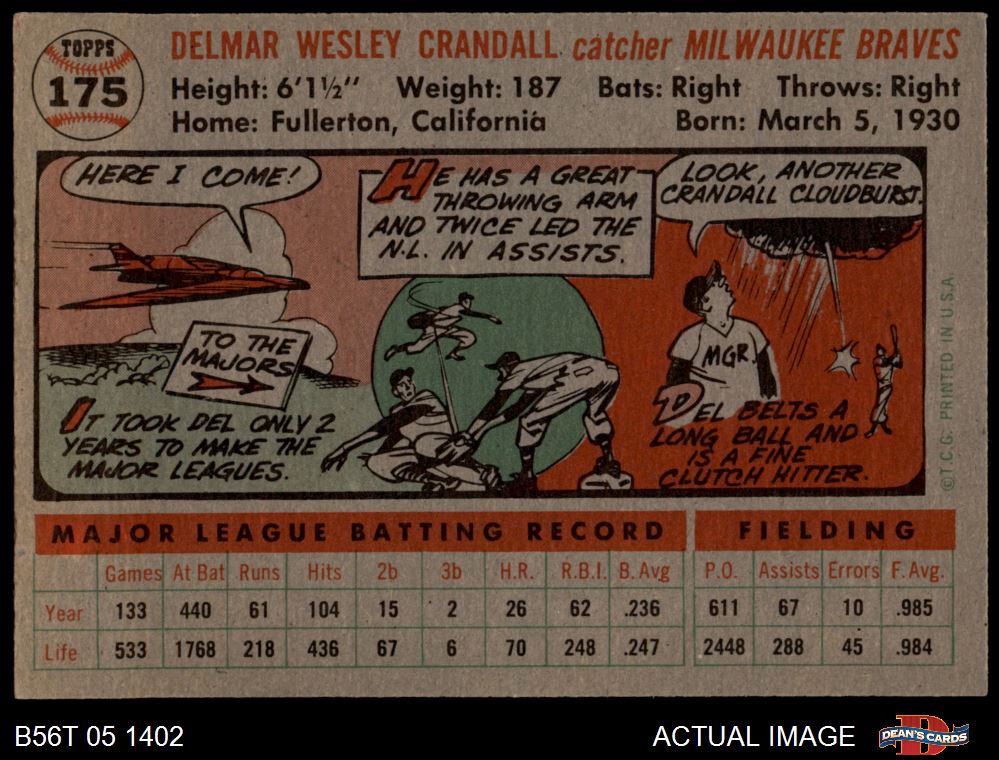 TOPPS
175
DELMAR WESLEY CRANDALL catcher MILWAUKEE BRAVES
Height: 6'1½" Weight: 187 Bats: Right Throws: Right
Home: Fullerton, California Born: March 5, 1930
HERE I COME!
TO THE
MAJORS
IT TOOK DEL ONLY 2
YEARS TO MAKE THE
MAJOR LEAGUES.
HE HAS A GREAT
THROWING ARM
AND TWICE LED THE
N.L. IN ASSISTS.
LOOK, ANOTHER
CRANDALL CLOUDBURST.
MGR.
DEL BELTS A
LONG BALL AND
IS A FINE
CLUTCH HITTER.
© T.C.G. PRINTED IN U.S.A.
MAJOR LEAGUE BATTING RECORD FIELDING
Games At Bat Runs Hits 2b 3b H.R. R.B.I. B. Avg P.O. Assists Errors F. Avg.
Year 133 440 61 104 15 2 26 62 .236 611 67 10 .985
Life 533 1768 218 436 67 6 70 248 .247 2448 288 45 .984
B56T 05 1402 ACTUAL IMAGE DEAN'S CARDS